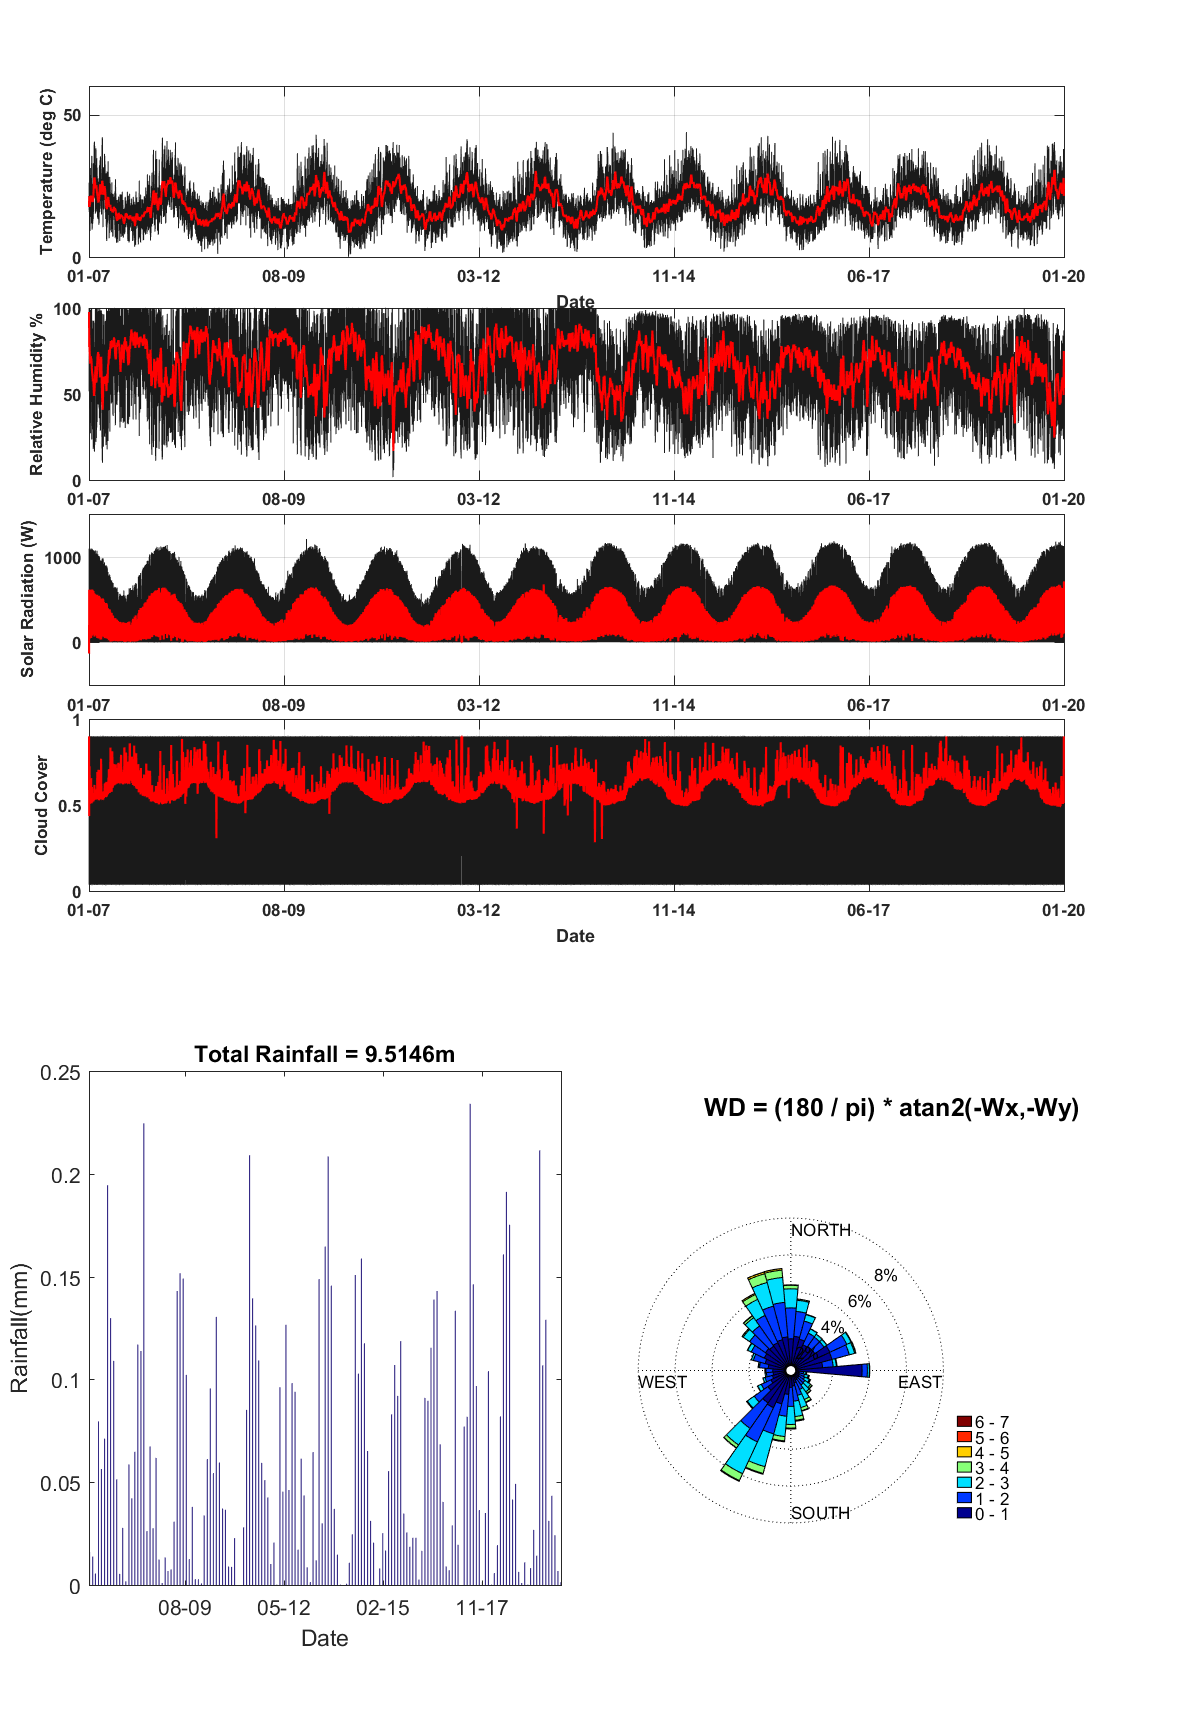 Temperature (deg C)
50
0
01-07 08-09 03-12 11-14 06-17 01-20
Date
Relative Humidity %
100
50
0
01-07 08-09 03-12 11-14 06-17 01-20
Solar Radiation (W)
1000
0
01-07 08-09 03-12 11-14 06-17 01-20
Cloud Cover
1
0.5
0
01-07 08-09 03-12 11-14 06-17 01-20
Date
Total Rainfall = 9.5146m
Rainfall(mm)
0.25
0.2
0.15
0.1
0.05
0
08-09 05-12 02-15 11-17
Date
WD = (180 / pi) * atan2(-Wx,-Wy)
NORTH
8%
6%
4%
WEST
EAST
SOUTH
6 - 7
5 - 6
4 - 5
3 - 4
2 - 3
1 - 2
0 - 1